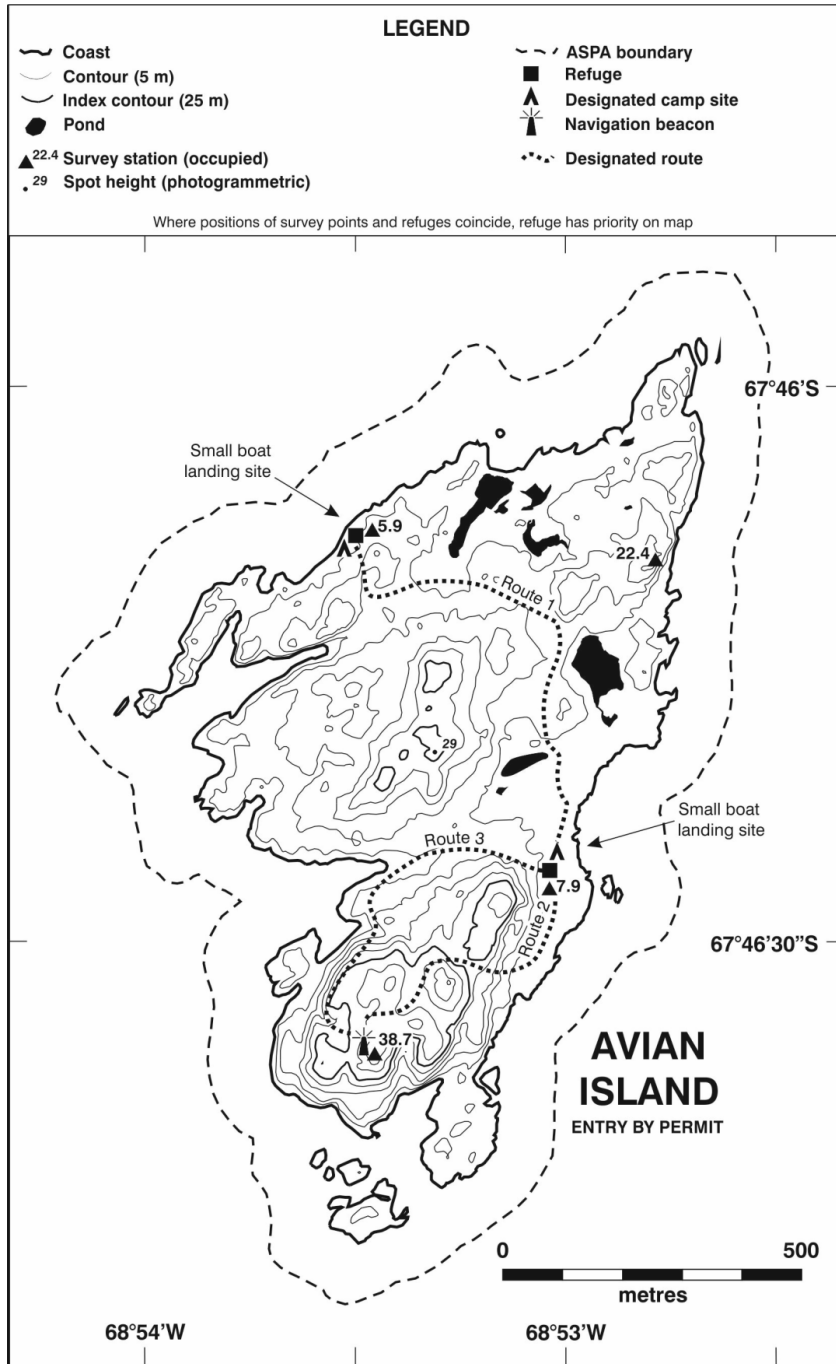 LEGEND
Coast
Contour (5 m)
Index contour (25 m)
Pond
22.4 Survey station (occupied)
29 Spot height (photogrammetric)
ASPA boundary
Refuge
Designated camp site
Navigation beacon
Designated route
Where positions of survey points and refuges coincide, refuge has priority on map
67°46'S
Small boat
landing site
5.9
22.4
Route 1
29
Small boat
landing site
Route 3
7.9
Route 2
67°46'30"S
38.7
AVIAN
ISLAND
ENTRY BY PERMIT
0 500
metres
68°54'W 68°53'W